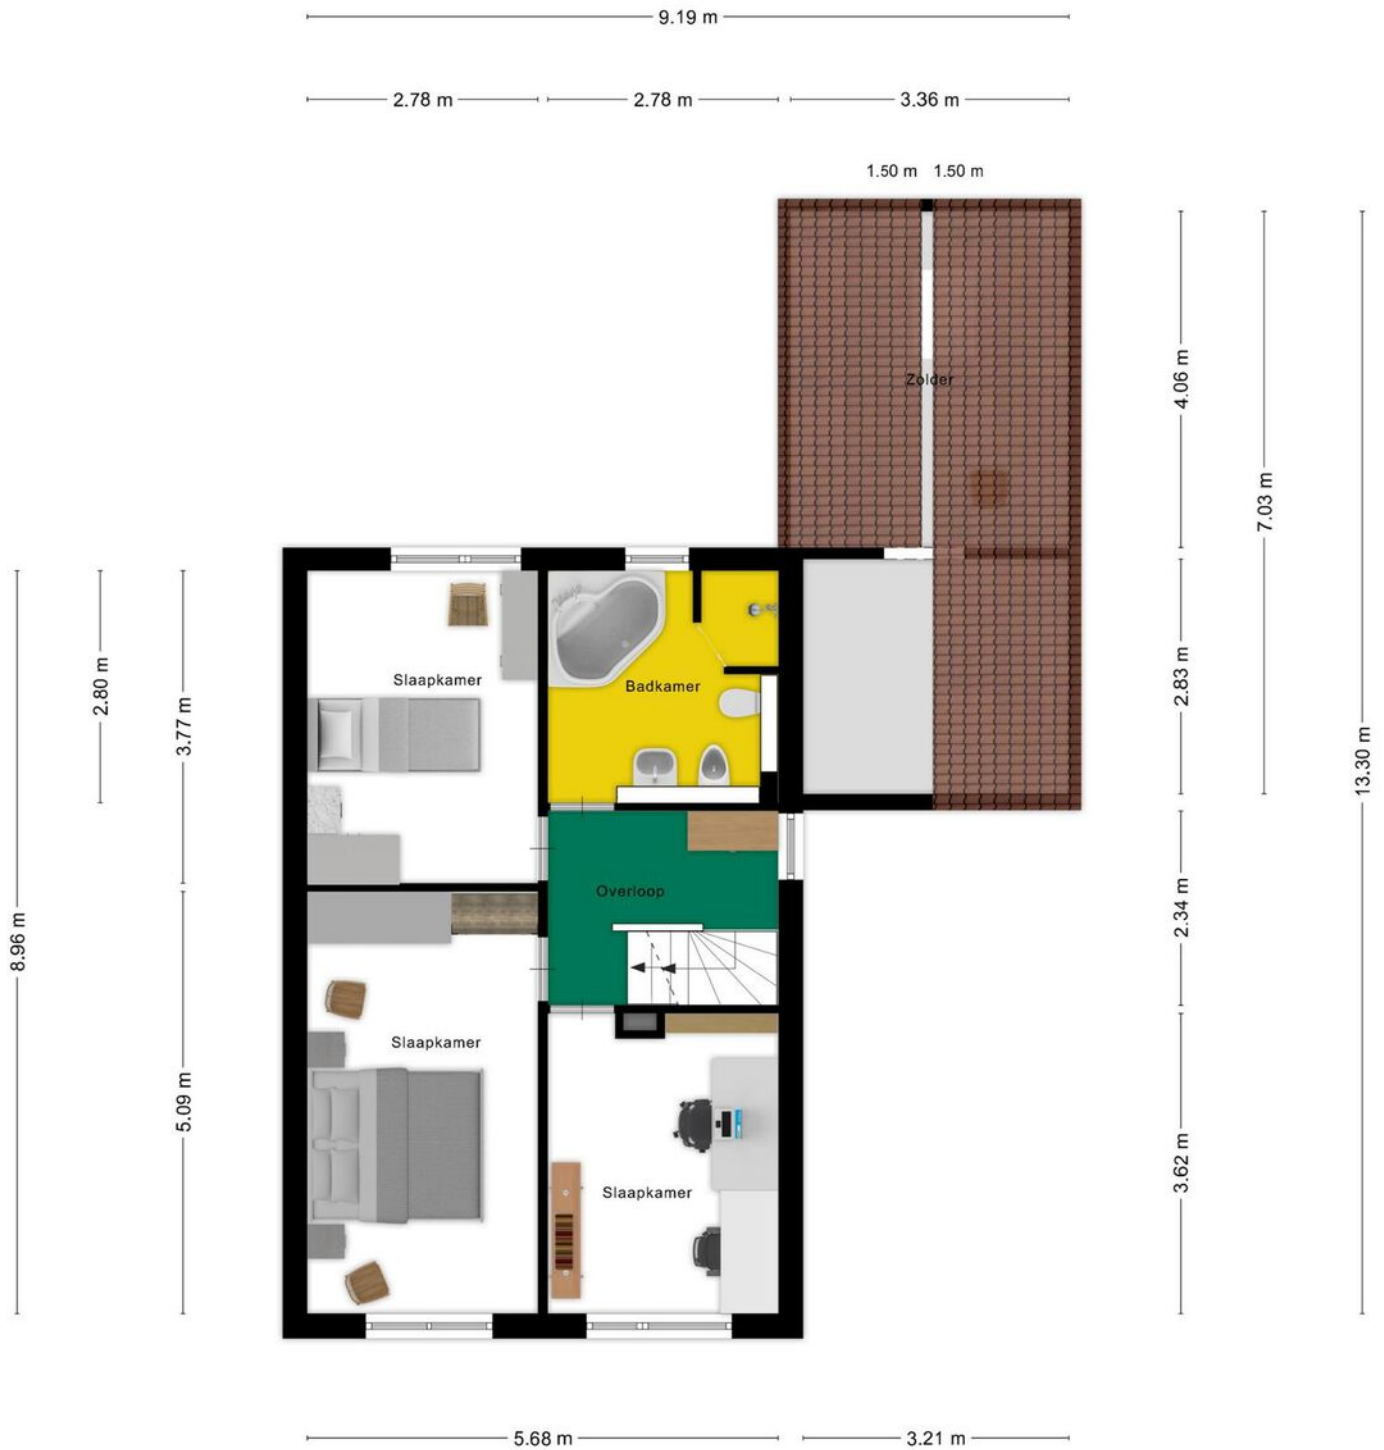 9.19 m
2.78 m
2.78 m
3.36 m
1.50 m
1.50 m
Zolder
4.06 m
7.03 m
13.30 m
2.80 m
3.77 m
8.96 m
Slaapkamer
Badkamer
2.83 m
Overloop
2.34 m
Slaapkamer
5.09 m
Slaapkamer
3.62 m
5.68 m
3.21 m